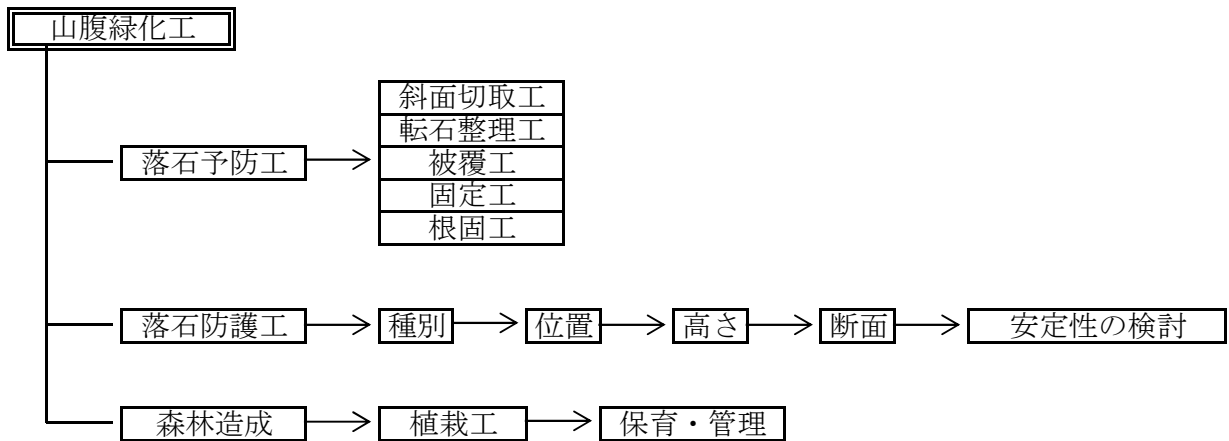 山腹緑化工
斜面切取工
転石整理工
落石予防工
被覆工
固定工
根固工
落石防護工 種別 位置 高さ 断面 安定性の検討
森林造成 植栽工 保育・管理